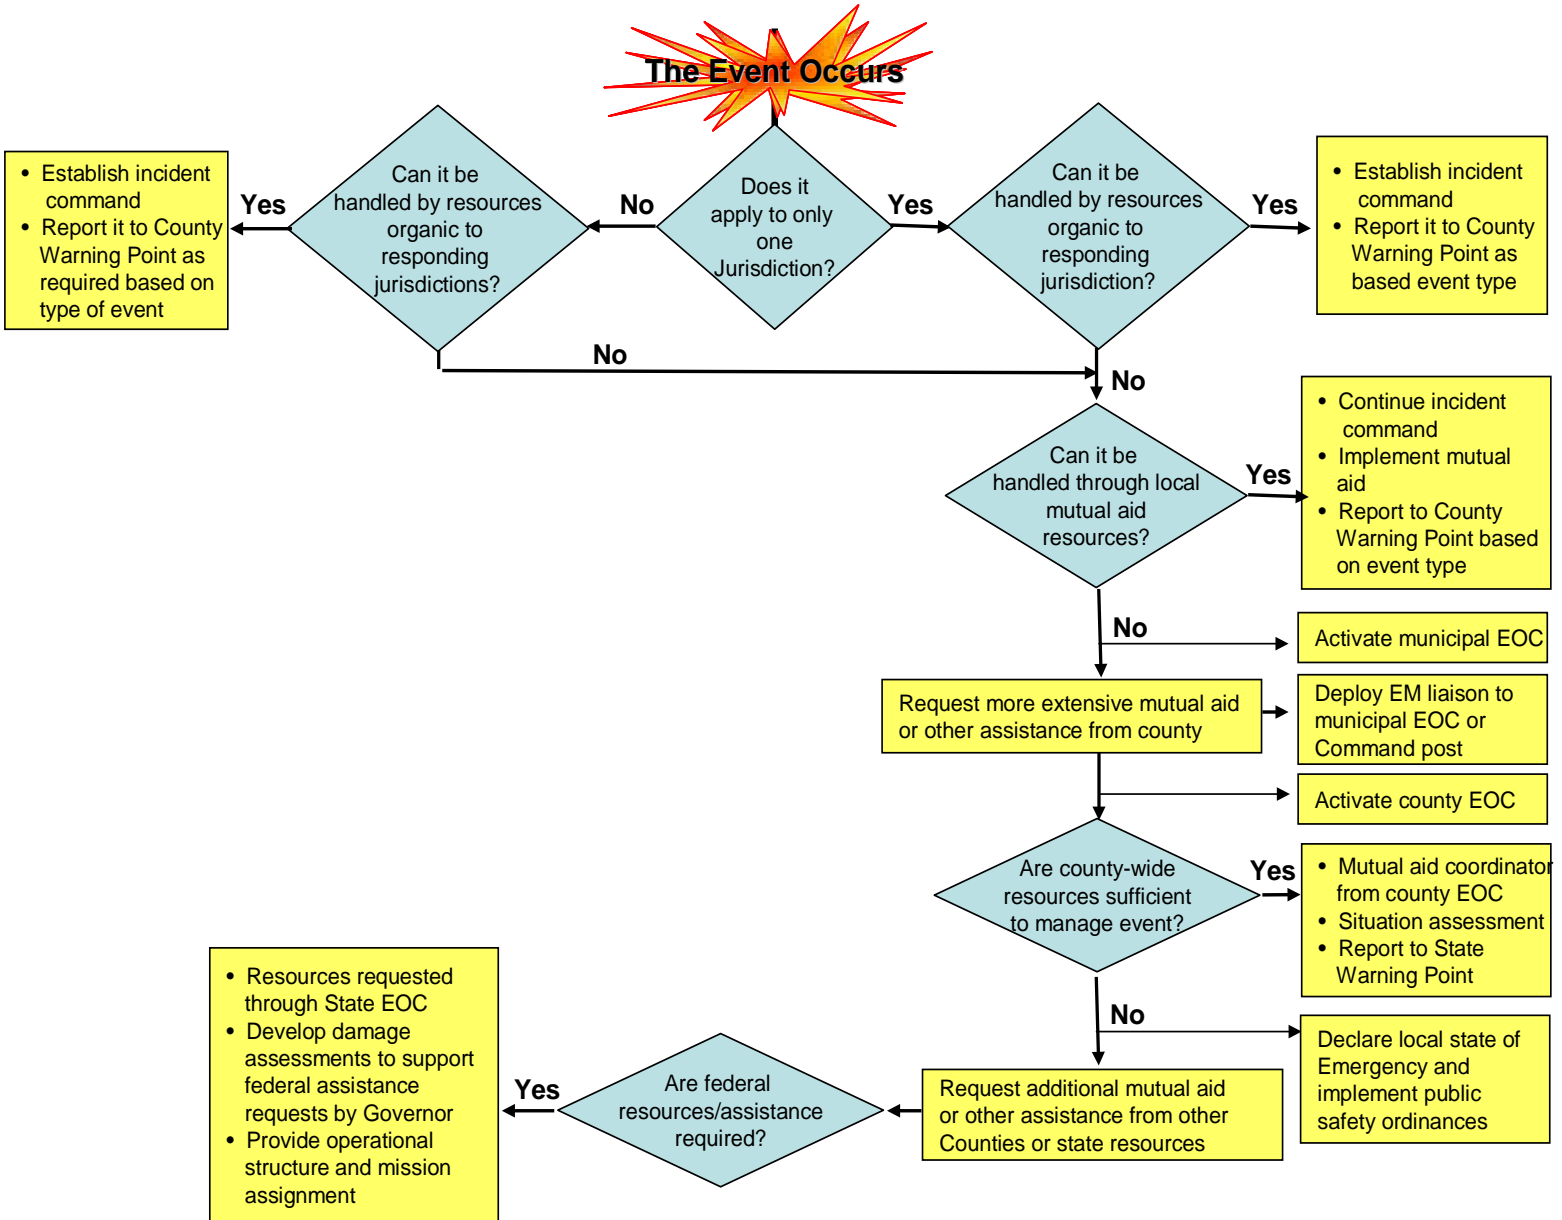 The Event Occurs
• Establish incident
command
• Report it to County
Warning Point as
required based on
type of event
Yes
Can it be
handled by resources
organic to
responding
jurisdictions?
No
Does it
apply to only
one
Jurisdiction?
Yes
Can it be
handled by resources
organic to
responding
jurisdiction?
Yes
• Establish incident
command
• Report it to County
Warning Point as
based event type
No
No
Can it be
handled through local
mutual aid
resources?
Yes
• Continue incident
command
• Implement mutual
aid
• Report to County
Warning Point based
on event type
No
Activate municipal EOC
Request more extensive mutual aid
or other assistance from county
Deploy EM liaison to
municipal EOC or
Command post
Activate county EOC
Are county-wide
resources sufficient
to manage event?
Yes
• Mutual aid coordinator
from county EOC
• Situation assessment
• Report to State
Warning Point
No
Declare local state of
Emergency and
implement public
safety ordinances
Request additional mutual aid
or other assistance from other
Counties or state resources
Are federal
resources/assistance
required?
Yes
• Resources requested
through State EOC
• Develop damage
assessments to support
federal assistance
requests by Governor
• Provide operational
structure and mission
assignment